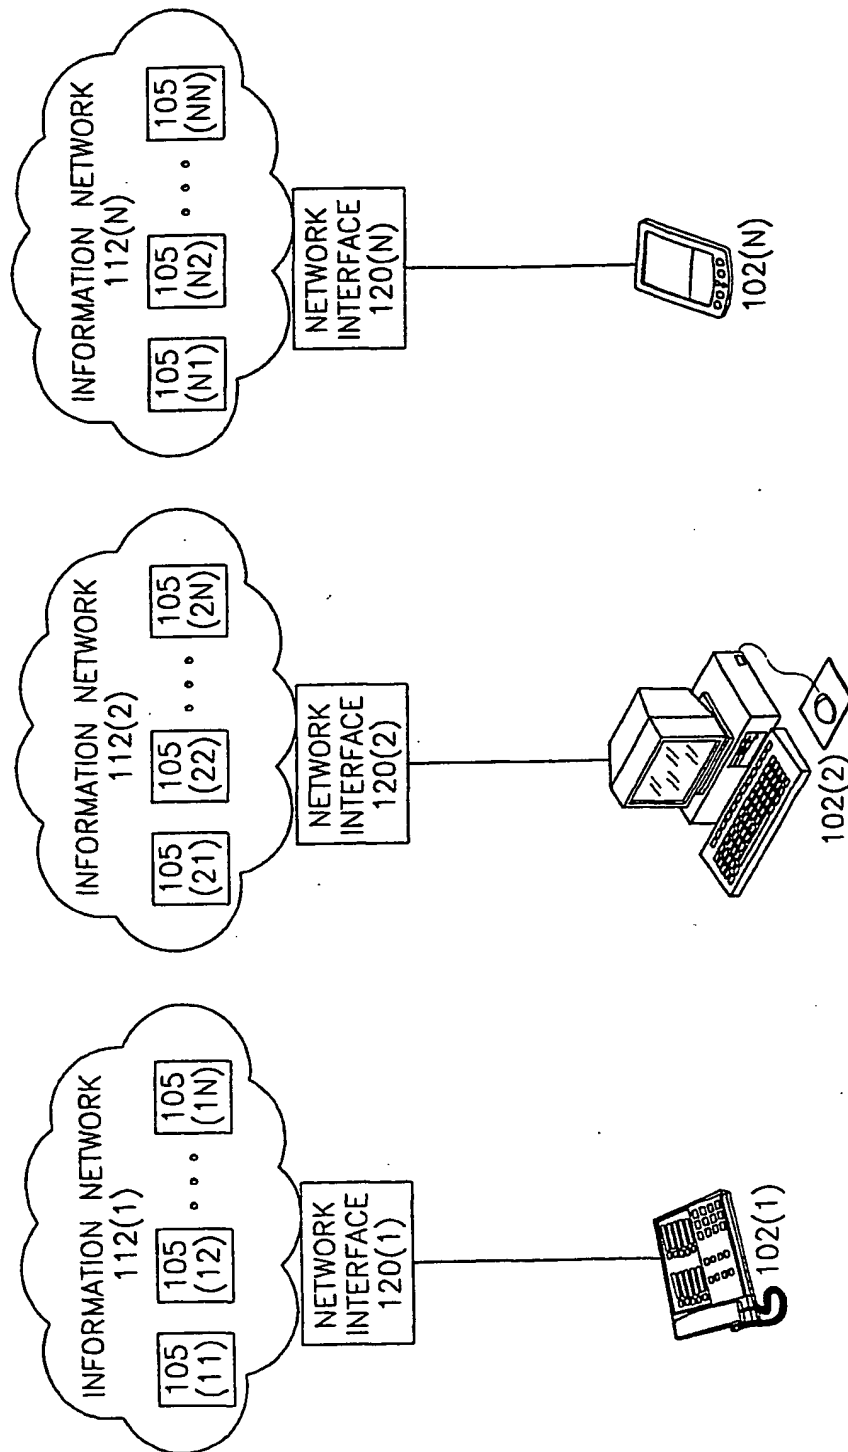 INFORMATION NETWORK
112(1)
105
(11)
105
(12)
105
(1N)
NETWORK
INTERFACE
120(1)
102(1)
INFORMATION NETWORK
112(2)
105
(21)
105
(22)
105
(2N)
NETWORK
INTERFACE
120(2)
102(2)
INFORMATION NETWORK
112(N)
105
(N1)
105
(N2)
105
(NN)
NETWORK
INTERFACE
120(N)
102(N)